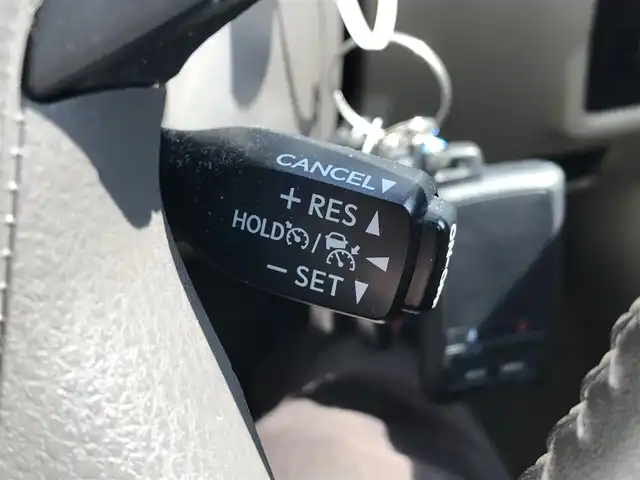 CANCEL▼
+ RES ▲
HOLD /
− SET ▼